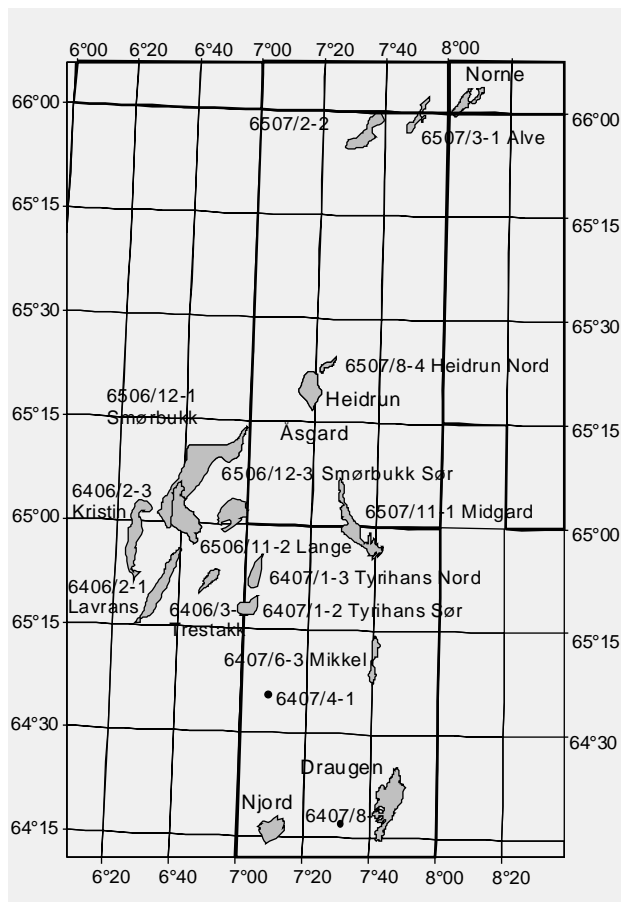 6°00 6°20 6°40 7°00 7°20 7°40 8°00
Norne
66°00
6507/2-2
66°00
6507/3-1 Alve
65°15
65°15
65°30
65°30
6507/8-4 Heidrun Nord
6506/12-1
Smørbukk
Heidrun
65°15
65°15
Åsgard
6506/12-3 Smørbukk Sør
6406/2-3
Kristin
6507/11-1 Midgard
65°00
65°00
6506/11-2 Lange
6407/1-3 Tyrihans Nord
6406/2-1
Lavrans
6406/3-
Trestakk
6407/1-2 Tyrihans Sør
65°15
65°15
6407/6-3 Mikkel
6407/4-1
64°30
64°30
Draugen
Njord
6407/8-
64°15
6°20 6°40 7°00 7°20 7°40 8°00 8°20